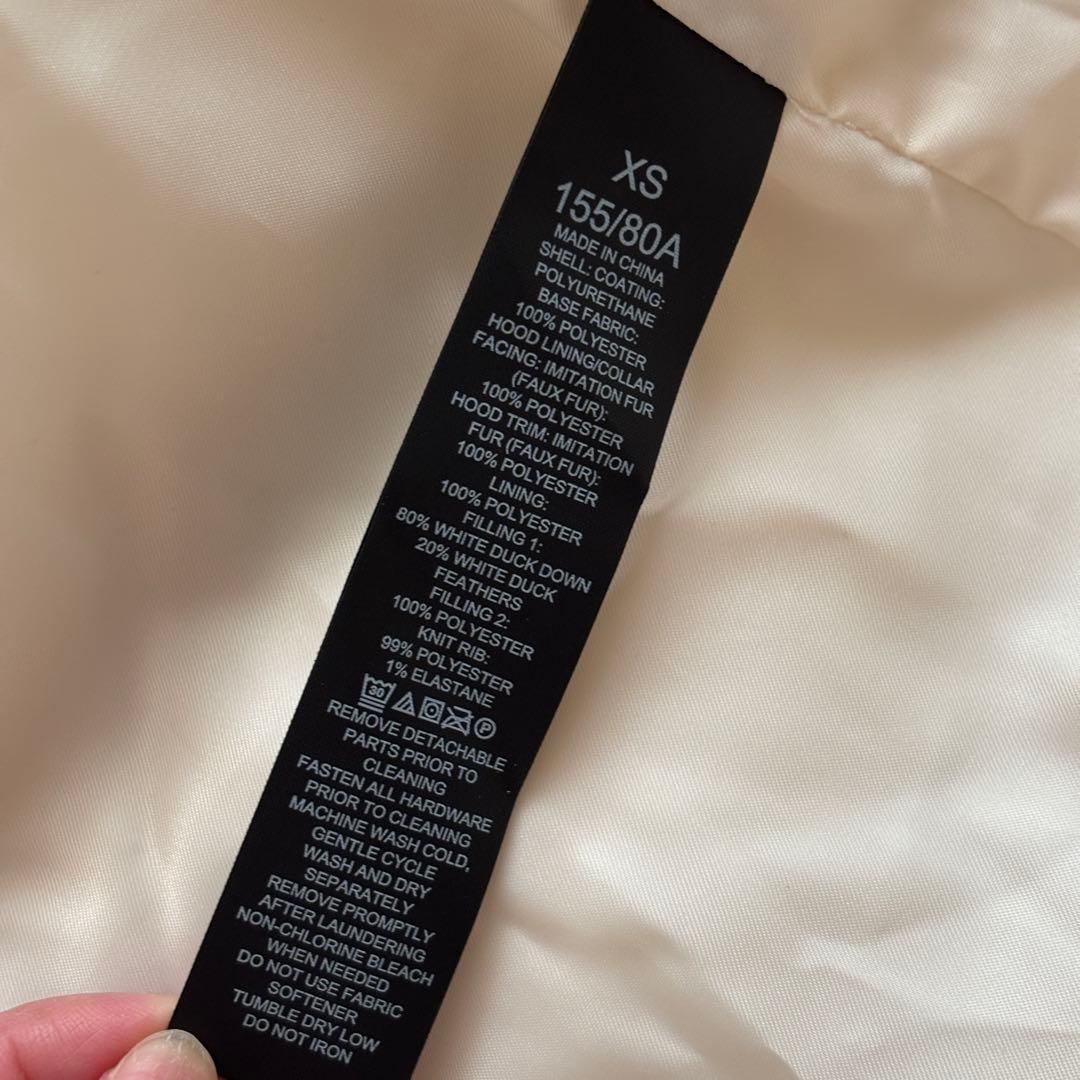 XS
155/80A
MADE IN CHINA
SHELL: COATING:
POLYURETHANE
BASE FABRIC:
100% POLYESTER
HOOD LINING/COLLAR
FACING: IMITATION FUR
(FAUX FUR):
100% POLYESTER
HOOD TRIM: IMITATION
FUR (FAUX FUR):
100% POLYESTER
LINING:
100% POLYESTER
FILLING 1:
80% WHITE DUCK DOWN
20% WHITE DUCK
FEATHERS
FILLING 2:
100% POLYESTER
KNIT RIB:
99% POLYESTER
1% ELASTANE
30 P
REMOVE DETACHABLE
PARTS PRIOR TO
CLEANING
FASTEN ALL HARDWARE
PRIOR TO CLEANING
MACHINE WASH COLD,
GENTLE CYCLE
WASH AND DRY
SEPARATELY
REMOVE PROMPTLY
AFTER LAUNDERING
NON-CHLORINE BLEACH
WHEN NEEDED
DO NOT USE FABRIC
SOFTENER
TUMBLE DRY LOW
DO NOT IRON